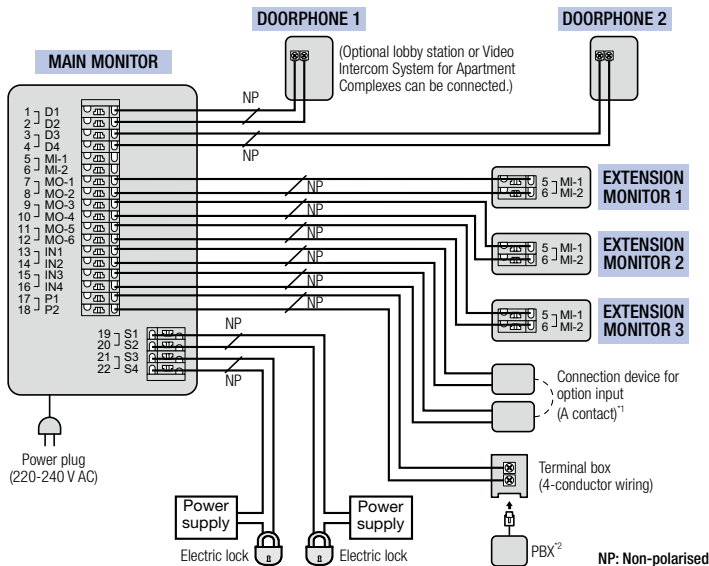 DOORPHONE 1
DOORPHONE 2
MAIN MONITOR
(Optional lobby station or Video
Intercom System for Apartment
Complexes can be connected.)
NP
NP
1 D1
2 D2
3 D3
4 D4
5 MI-1
6 MI-2
7 MO-1
8 MO-2
9 MO-3
10 MO-4
11 MO-5
12 MO-6
13 IN1
14 IN2
15 IN3
16 IN4
17 P1
18 P2
NP
NP
NP
NP
NP
NP
5 MI-1
6 MI-2
EXTENSION
MONITOR 1
5 MI-1
6 MI-2
EXTENSION
MONITOR 2
5 MI-1
6 MI-2
EXTENSION
MONITOR 3
19 S1
20 S2
21 S3
22 S4
NP
NP
Connection device for
option input
(A contact)*1
Power plug
(220-240 V AC)
Terminal box
(4-conductor wiring)
Power
supply
Power
supply
Electric lock
Electric lock
PBX*2
NP: Non-polarised